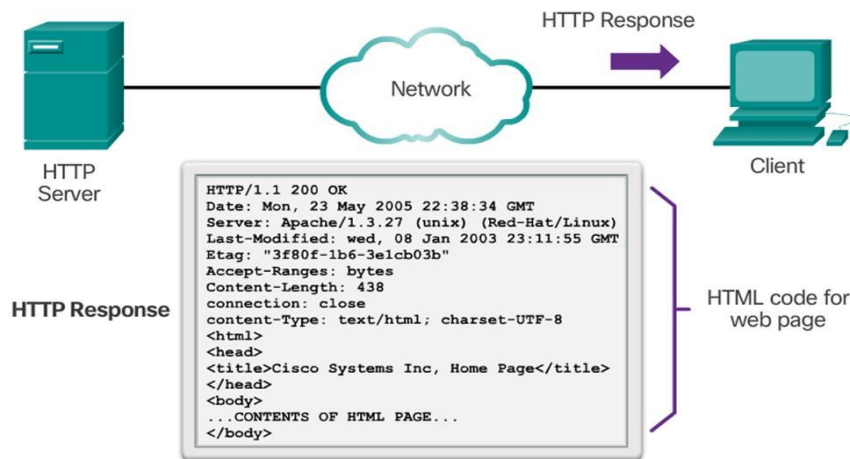 HTTP Response
Network
HTTP
Server
Client
HTTP/1.1 200 OK
Date: Mon, 23 May 2005 22:38:34 GMT
Server: Apache/1.3.27 (unix) (Red-Hat/Linux)
Last-Modified: wed, 08 Jan 2003 23:11:55 GMT
Etag: "3f80f-1b6-3e1cb03b"
Accept-Ranges: bytes
Content-Length: 438
connection: close
content-Type: text/html; charset-UTF-8
<html>
<head>
<title>Cisco Systems Inc, Home Page</title>
</head>
<body>
...CONTENTS OF HTML PAGE...
</body>
HTTP Response
HTML code for
web page